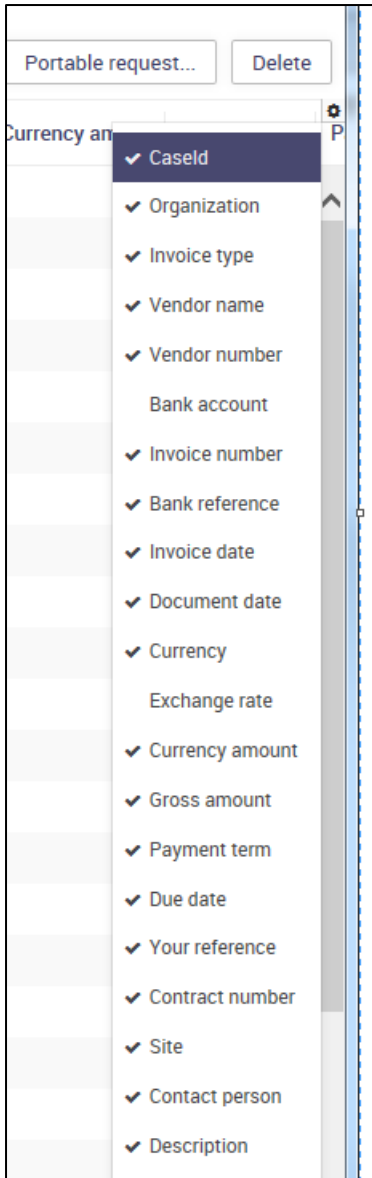 Portable request...
Delete
Currency am
P
CaseId
Organization
Invoice type
Vendor name
Vendor number
Bank account
Invoice number
Bank reference
Invoice date
Document date
Currency
Exchange rate
Currency amount
Gross amount
Payment term
Due date
Your reference
Contract number
Site
Contact person
Description